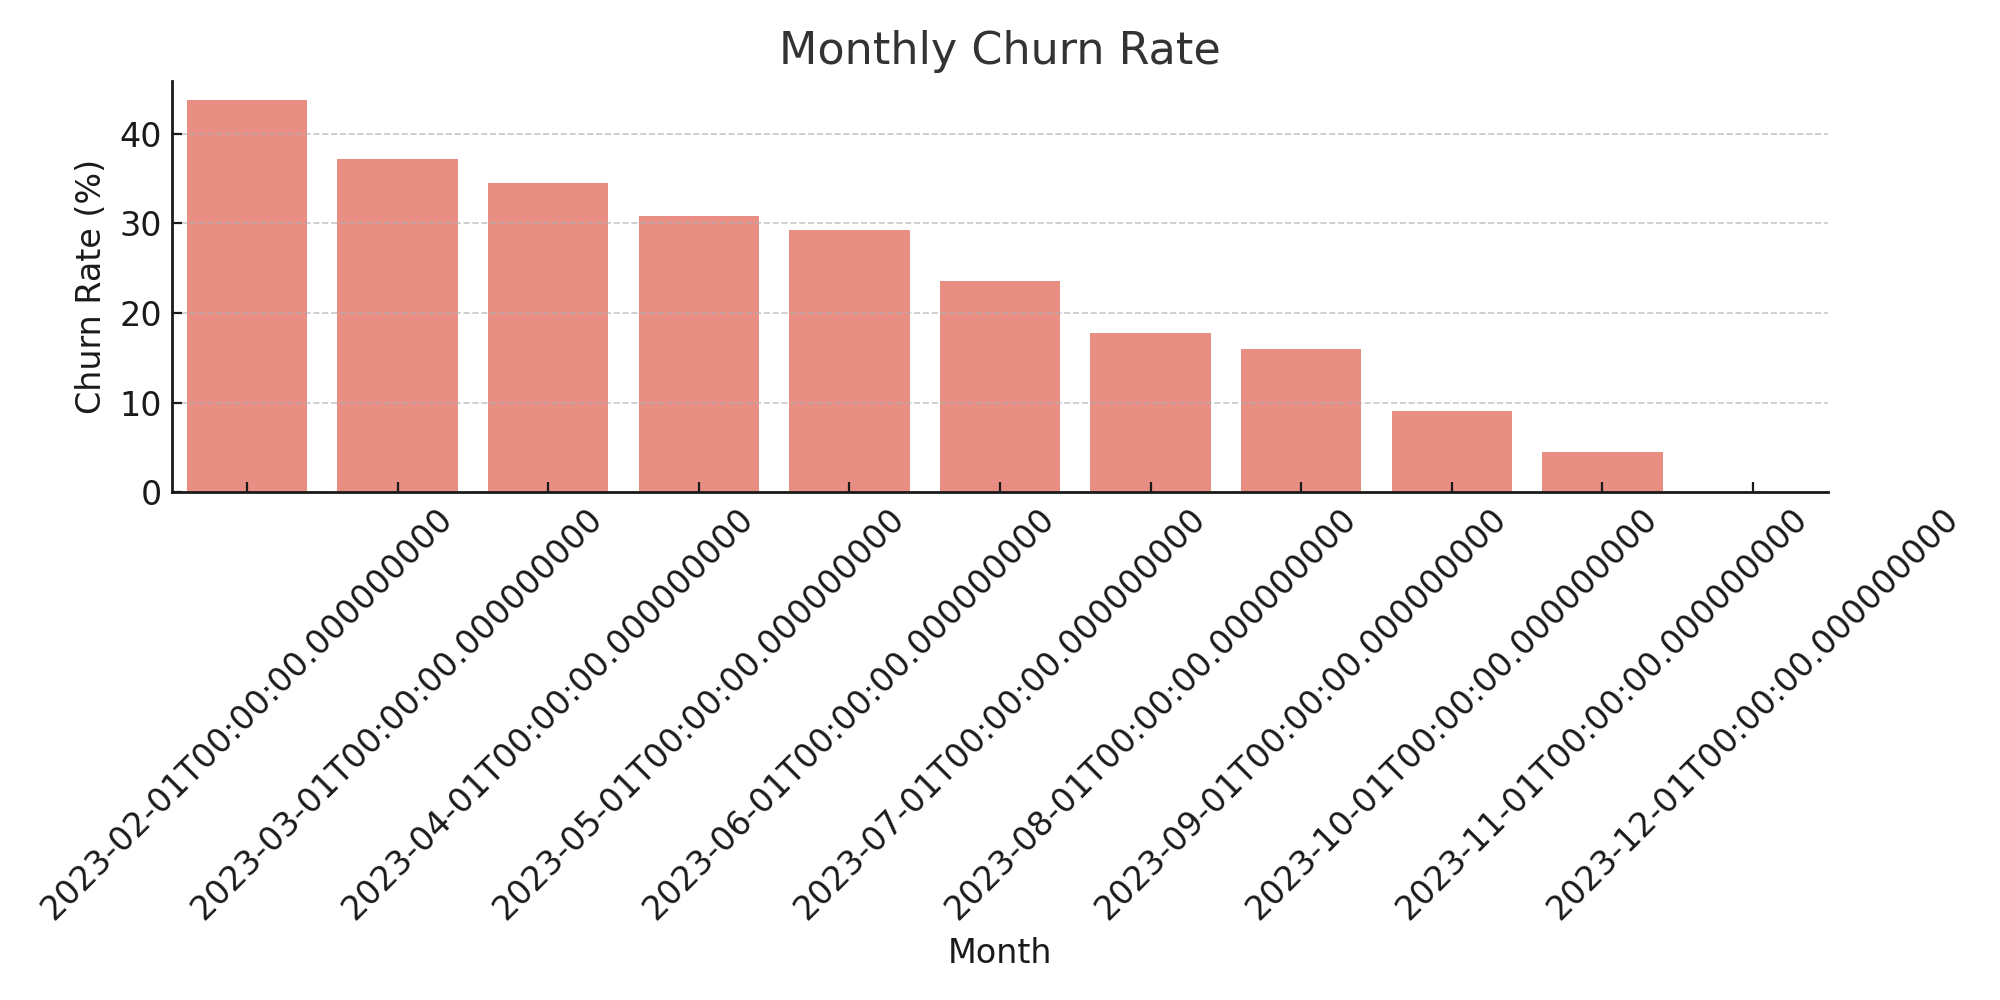 Monthly Churn Rate
Churn Rate (%)
40
30
20
10
0
2023-02-01T00:00:00.000000000
2023-03-01T00:00:00.000000000
2023-04-01T00:00:00.000000000
2023-05-01T00:00:00.000000000
2023-06-01T00:00:00.000000000
2023-07-01T00:00:00.000000000
2023-08-01T00:00:00.000000000
2023-09-01T00:00:00.000000000
2023-10-01T00:00:00.000000000
2023-11-01T00:00:00.000000000
2023-12-01T00:00:00.000000000
Month